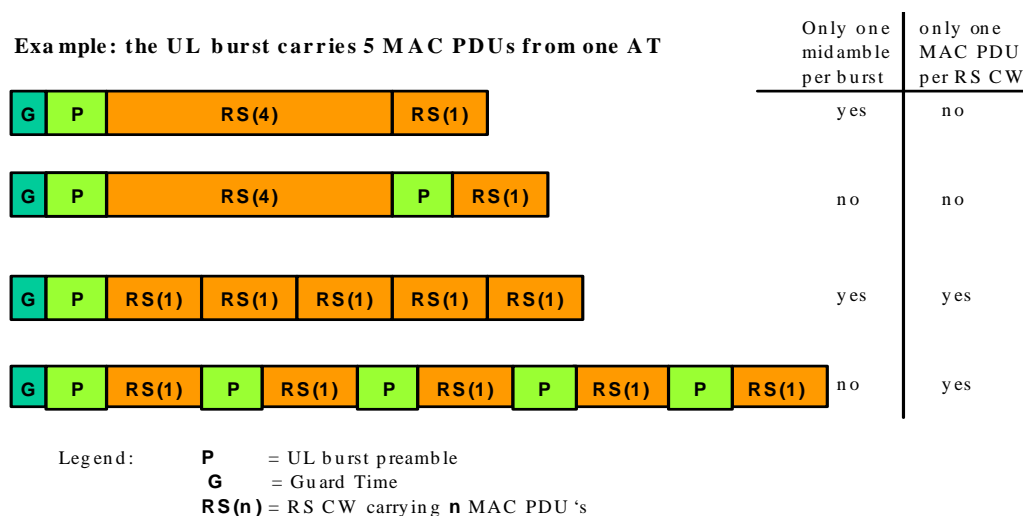 Example: the UL burst carries 5 MAC PDUs from one AT
Only one midamble per burst
only one MAC PDU per RS CW
G P RS(4) RS(1)
yes no
G P RS(4) P RS(1)
no no
G P RS(1) RS(1) RS(1) RS(1) RS(1)
yes yes
G P RS(1) P RS(1) P RS(1) P RS(1) P RS(1)
no yes
Legend: P = UL burst preamble
G = Guard Time
RS(n) = RS CW carrying n MAC PDU‘s